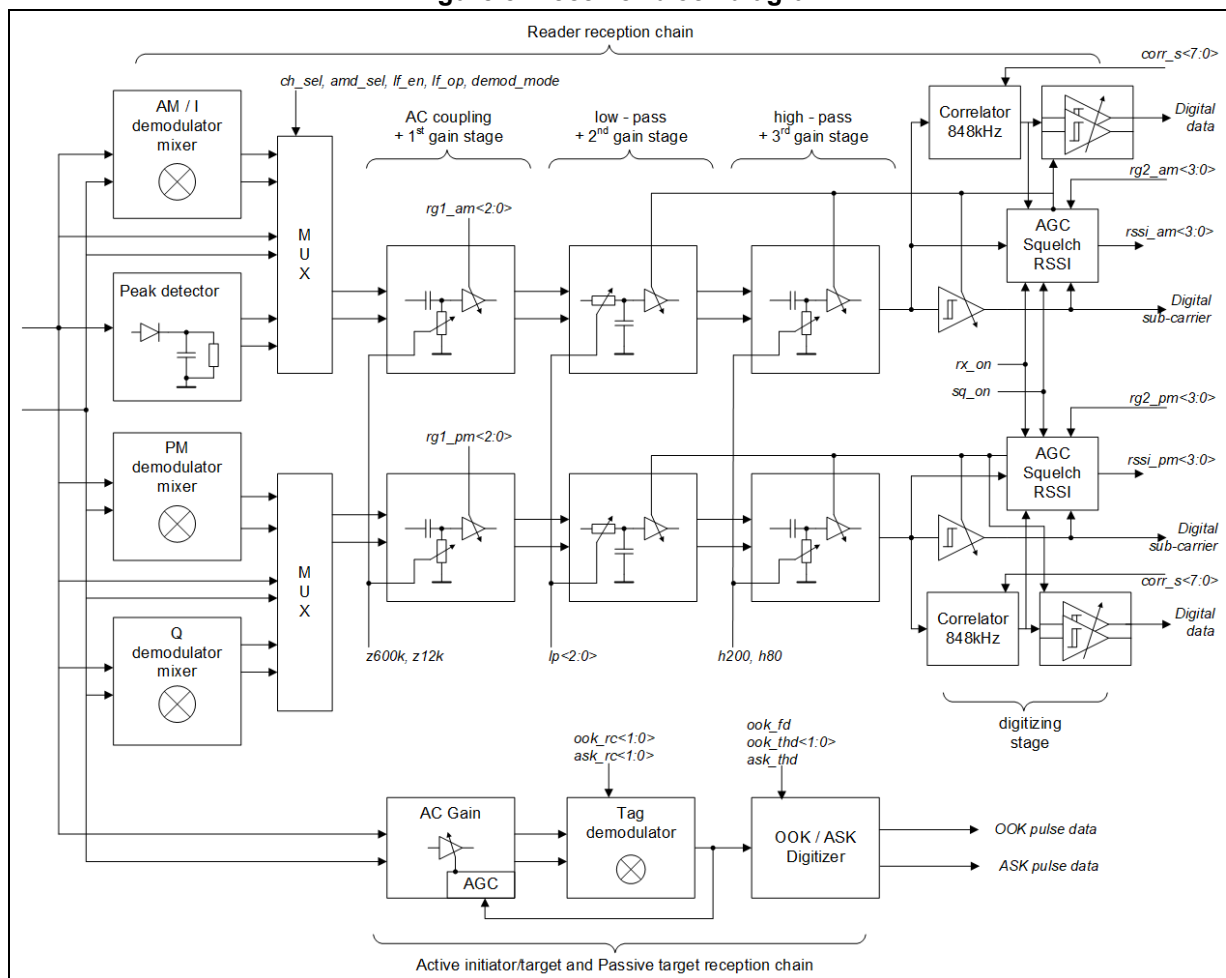 Reader reception chain
corr_s<7:0>
ch_sel, amd_sel, lf_en, lf_op, demod_mode
AM / I
demodulator
mixer
AC coupling
+ 1st gain stage
low - pass
+ 2nd gain stage
high - pass
+ 3rd gain stage
Correlator
848kHz
Digital
data
rg2_am<3:0>
M
U
X
rg1_am<2:0>
AGC
Squelch
RSSI
rssi_am<3:0>
Peak detector
Digital
sub-carrier
rx_on
sq_on
rg2_pm<3:0>
PM
demodulator
mixer
rg1_pm<2:0>
AGC
Squelch
RSSI
rssi_pm<3:0>
Digital
sub-carrier
M
U
X
corr_s<7:0>
Q
demodulator
mixer
Correlator
848kHz
Digital
data
z600k, z12k
lp<2:0>
h200, h80
digitizing
stage
ook_rc<1:0>
ask_rc<1:0>
ook_fd
ook_thd<1:0>
ask_thd
AC Gain
AGC
Tag
demodulator
OOK / ASK
Digitizer
OOK pulse data
ASK pulse data
Active initiator/target and Passive target reception chain